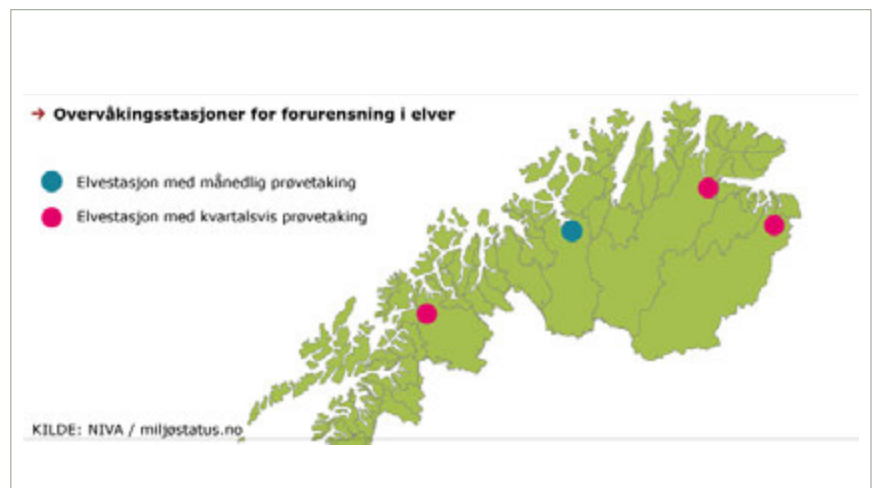 → Overvåkingsstasjoner for forurensning i elver
Elvestasjon med månedlig prøvetaking
Elvestasjon med kvartalsvis prøvetaking
KILDE: NIVA / miljøstatus.no